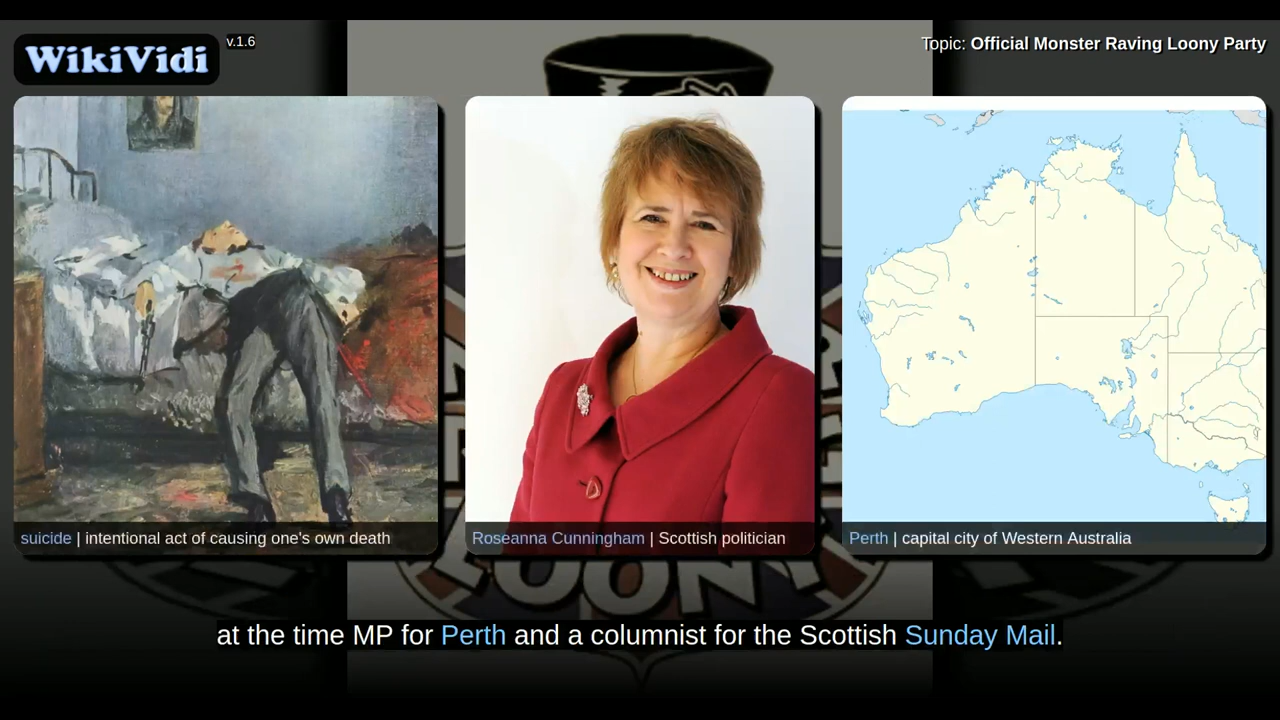 WikiVidi
v.1.6
Topic: Official Monster Raving Loony Party
suicide | intentional act of causing one's own death
Roseanna Cunningham | Scottish politician
Perth | capital city of Western Australia
LOONY
at the time MP for Perth and a columnist for the Scottish Sunday Mail.